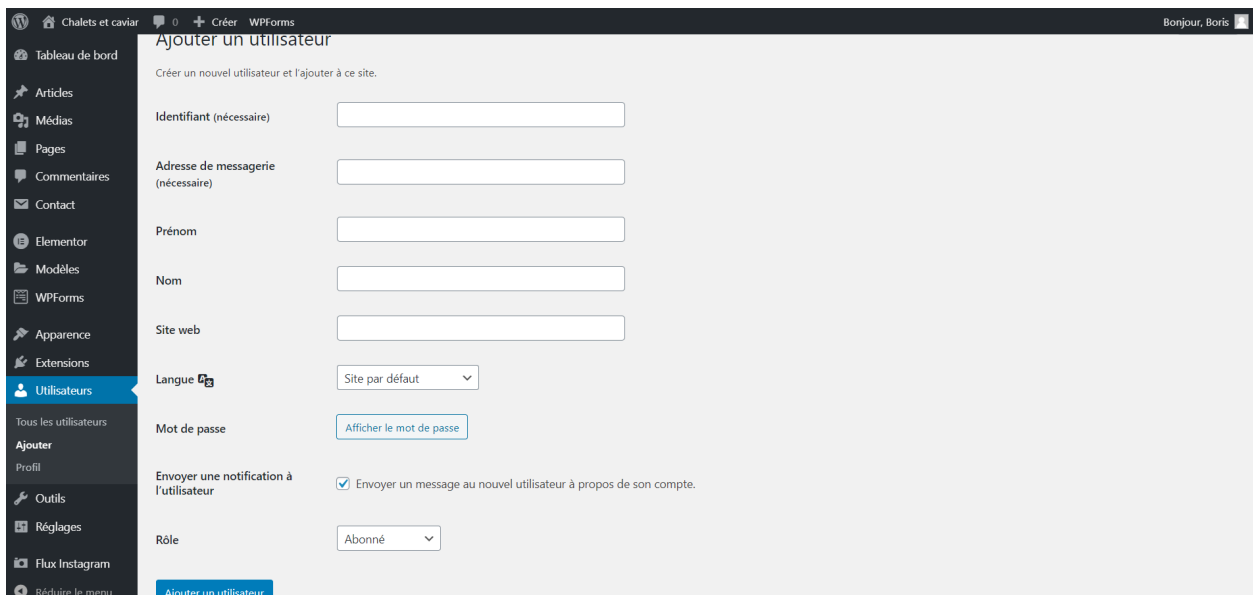 Chalets et caviar 0 Créer WPForms Bonjour, Boris
Tableau de bord
Articles
Médias
Pages
Commentaires
Contact
Elementor
Modèles
WPForms
Apparence
Extensions
Utilisateurs
Tous les utilisateurs
Ajouter
Profil
Outils
Réglages
Flux Instagram
Réduire le menu
Ajouter un utilisateur
Créer un nouvel utilisateur et l'ajouter à ce site.
Identifiant (nécessaire)
Adresse de messagerie
(nécessaire)
Prénom
Nom
Site web
Langue Site par défaut
Mot de passe Afficher le mot de passe
Envoyer une notification à
l’utilisateur
Envoyer un message au nouvel utilisateur à propos de son compte.
Rôle Abonné
Ajouter un utilisateur